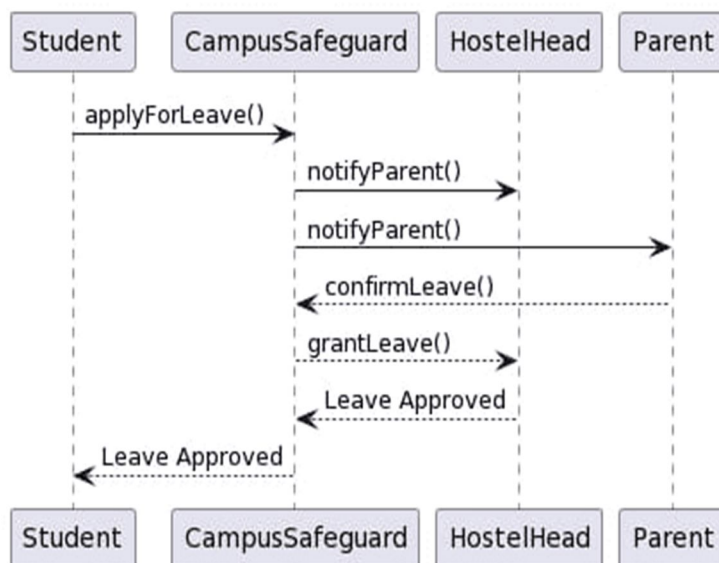 Student CampusSafeguard HostelHead Parent
applyForLeave()
notifyParent()
notifyParent()
confirmLeave()
grantLeave()
Leave Approved
Leave Approved
Student CampusSafeguard HostelHead Parent